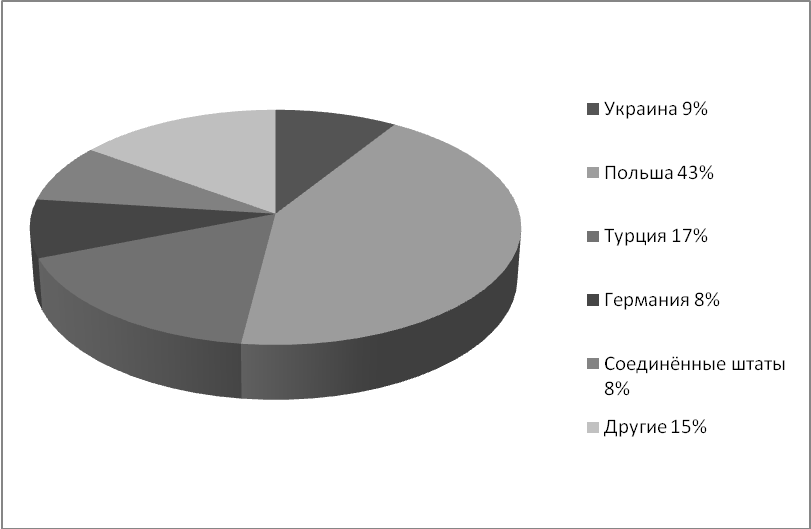 Украина 9%
Польша 43%
Турция 17%
Германия 8%
Соединённые штаты
8%
Другие 15%